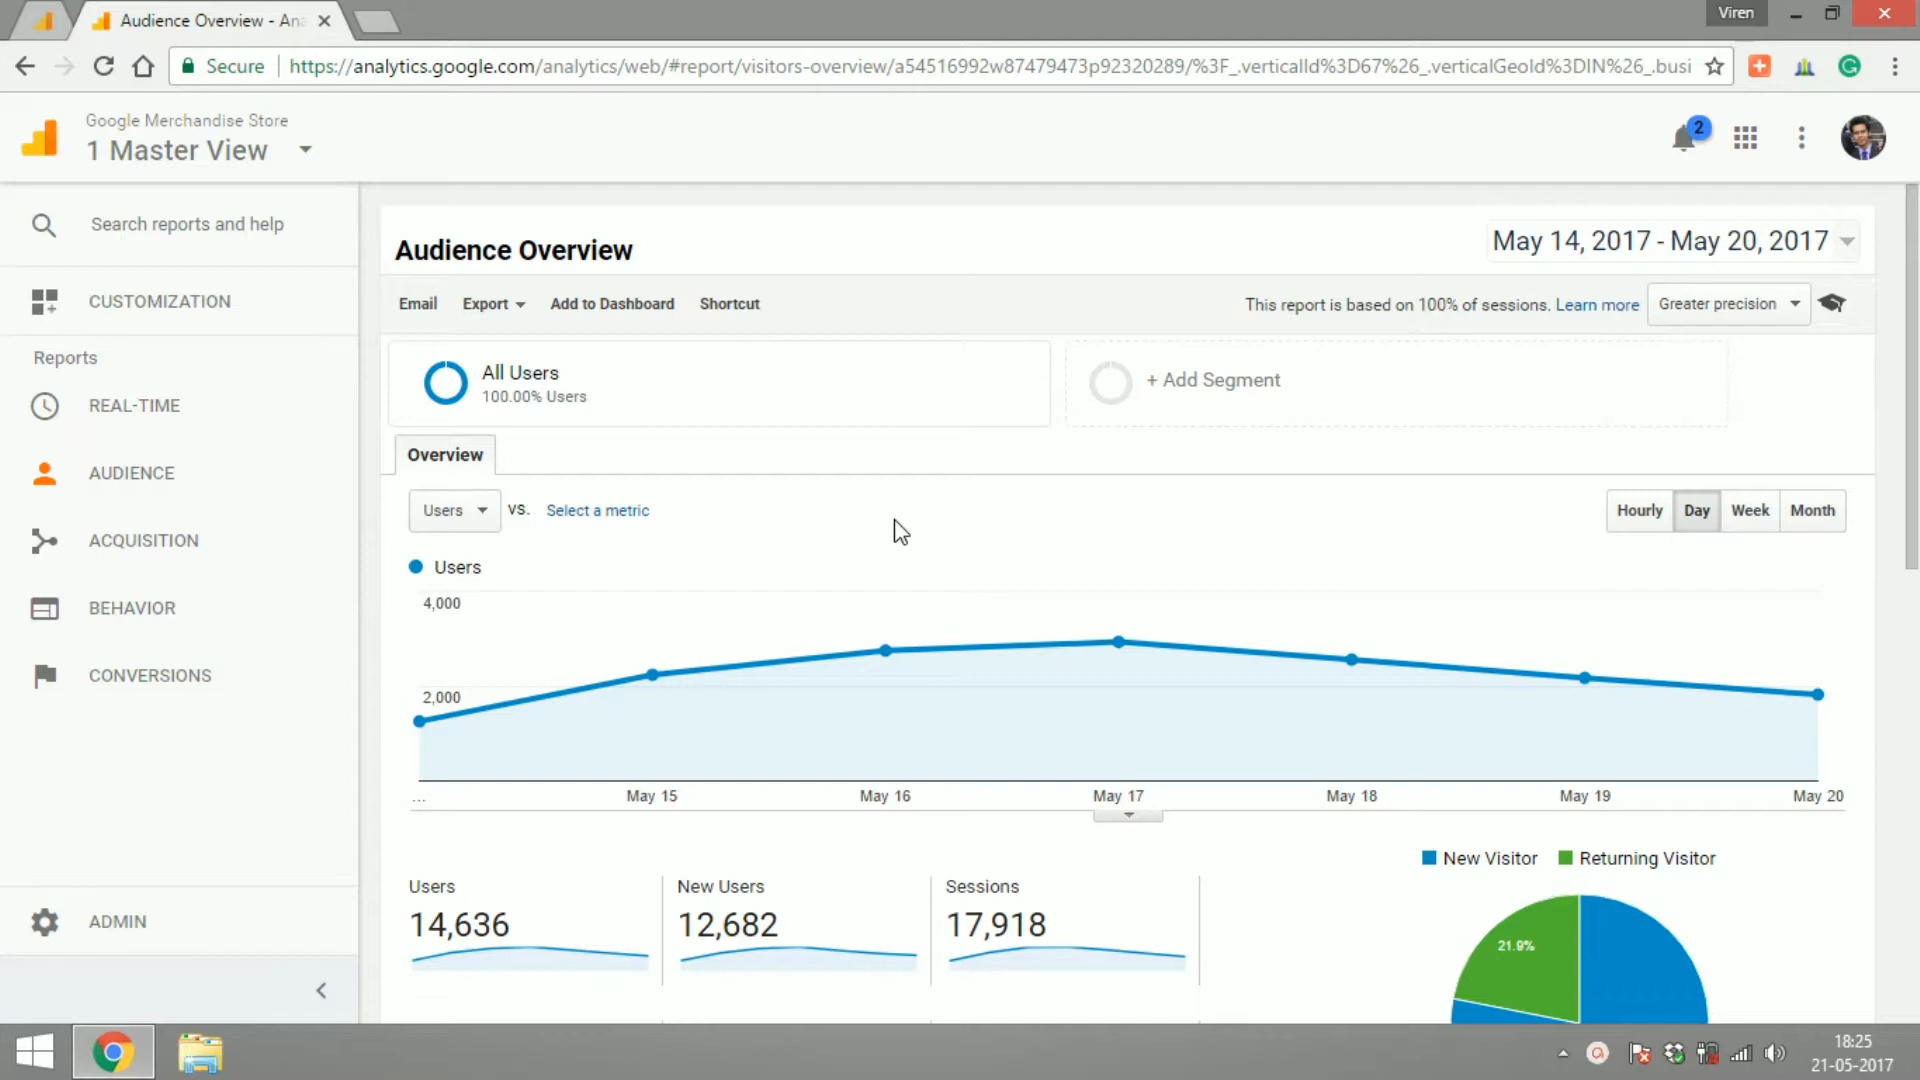 Audience Overview - Ana
Viren
Secure
https://analytics.google.com/analytics/web/#report/visitors-overview/a54516992w87479473p92320289/%3F_.verticalId%3D67%26_.verticalGeoId%3DIN%26_.busi
Google Merchandise Store
1 Master View
2
Search reports and help
CUSTOMIZATION
Reports
REAL-TIME
AUDIENCE
ACQUISITION
BEHAVIOR
CONVERSIONS
ADMIN
Audience Overview
May 14, 2017 - May 20, 2017
Email Export Add to Dashboard Shortcut
This report is based on 100% of sessions. Learn more Greater precision
All Users
100.00% Users
+ Add Segment
Overview
Users VS. Select a metric
Hourly Day Week Month
Users
4,000
2,000
... May 15 May 16 May 17 May 18 May 19 May 20
New Visitor Returning Visitor
Users New Users Sessions
14,636 12,682 17,918
21.9%
18:25
21-05-2017